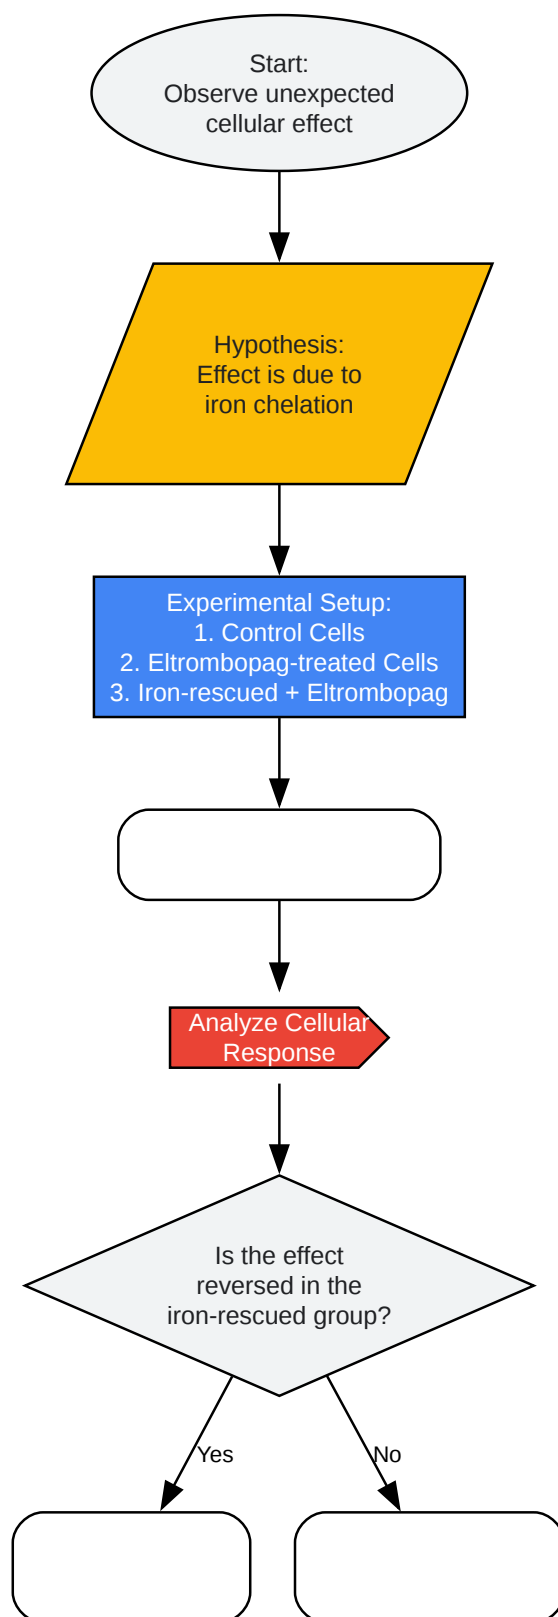 Start:
Observe unexpected
cellular effect
Hypothesis:
Effect is due to
iron chelation
Experimental Setup:
1. Control Cells
2. Eltrombopag-treated Cells
3. Iron-rescued + Eltrombopag
Analyze Cellular
Response
Is the effect
reversed in the
iron-rescued group?
Yes
No